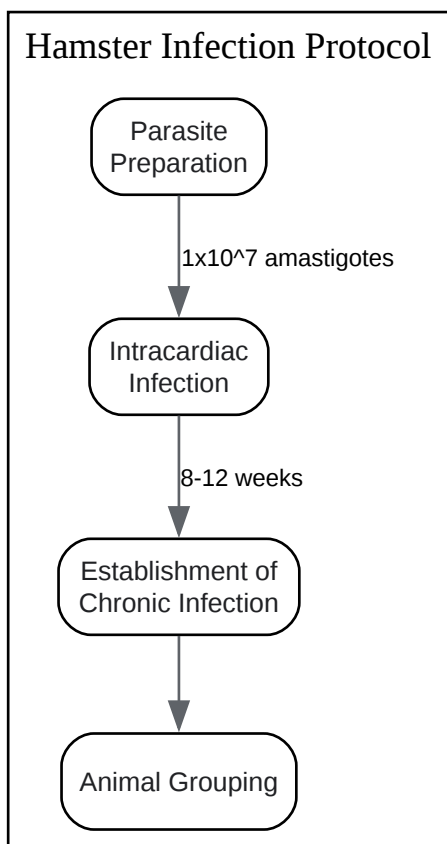 Hamster Infection Protocol
Parasite
Preparation
1x10^7 amastigotes
Intracardiac
Infection
8-12 weeks
Establishment of
Chronic Infection
Animal Grouping